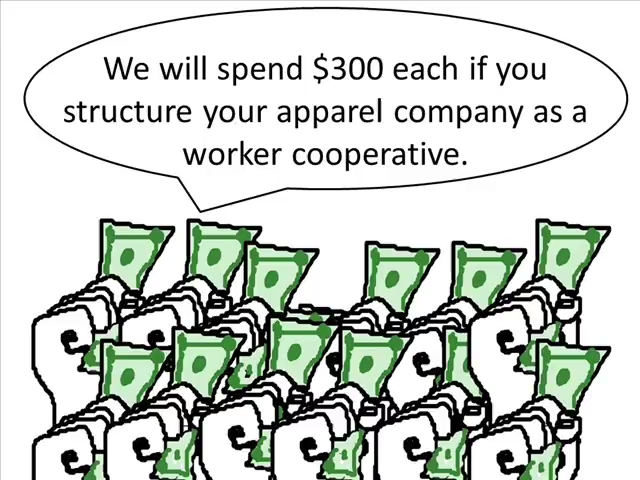 We will spend $300 each if you
structure your apparel company as a
worker cooperative.